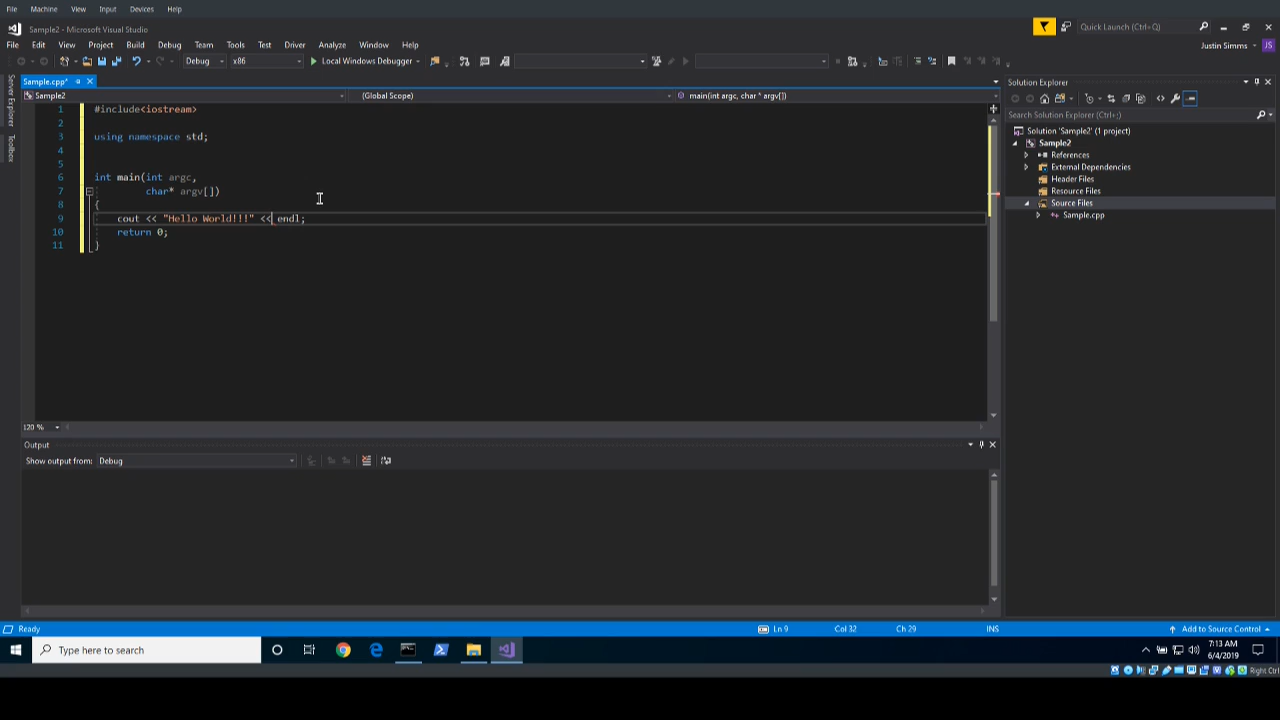 File Machine View Input Devices Help
Sample2 - Microsoft Visual Studio
Quick Launch (Ctrl+Q)
File Edit View Project Build Debug Team Tools Test Driver Analyze Window Help
Justin Simms JS
Debug x86 Local Windows Debugger
Server Explorer
Toolbox
Sample.cpp*
Sample2 (Global Scope) main(int argc, char * argv[])
1 #include<iostream>
2
3 using namespace std;
4
5
6 int main(int argc,
7 char* argv[])
8 {
9 cout << "Hello World!!!" << endl;
10 return 0;
11 }
120 %
Solution Explorer
Search Solution Explorer (Ctrl+;)
Solution 'Sample2' (1 project)
Sample2
References
External Dependencies
Header Files
Resource Files
Source Files
Sample.cpp
Output
Show output from: Debug
Ready Ln 9 Col 32 Ch 29 INS Add to Source Control
Type here to search
7:13 AM
6/4/2019
Right Ctrl